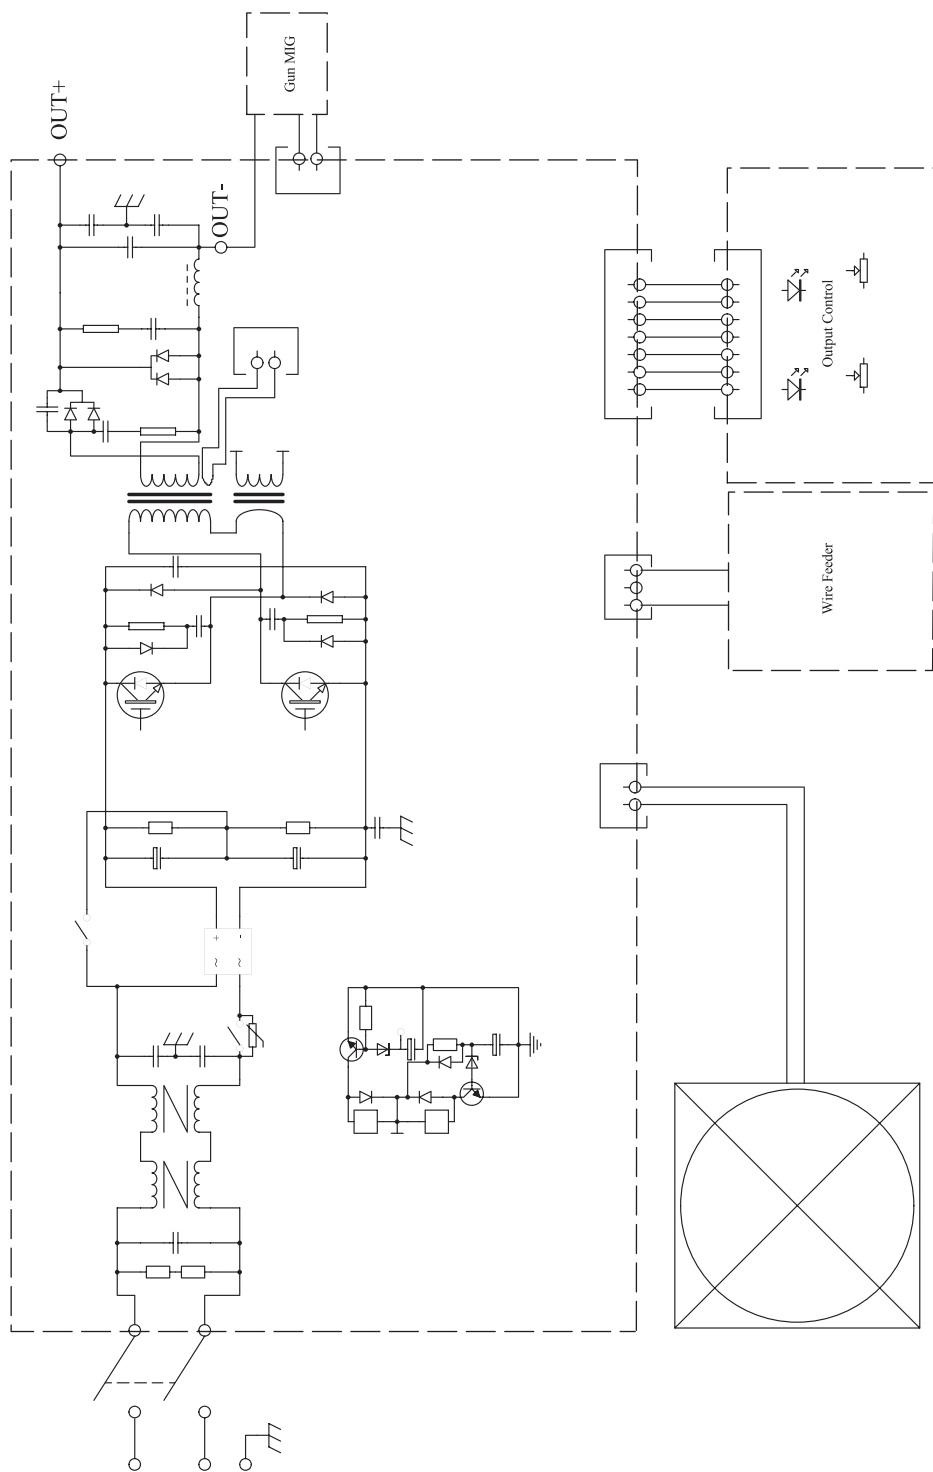 OUT+
Gun MIG
OUT-
Output Control
Wire Feeder
+ -
~ ~